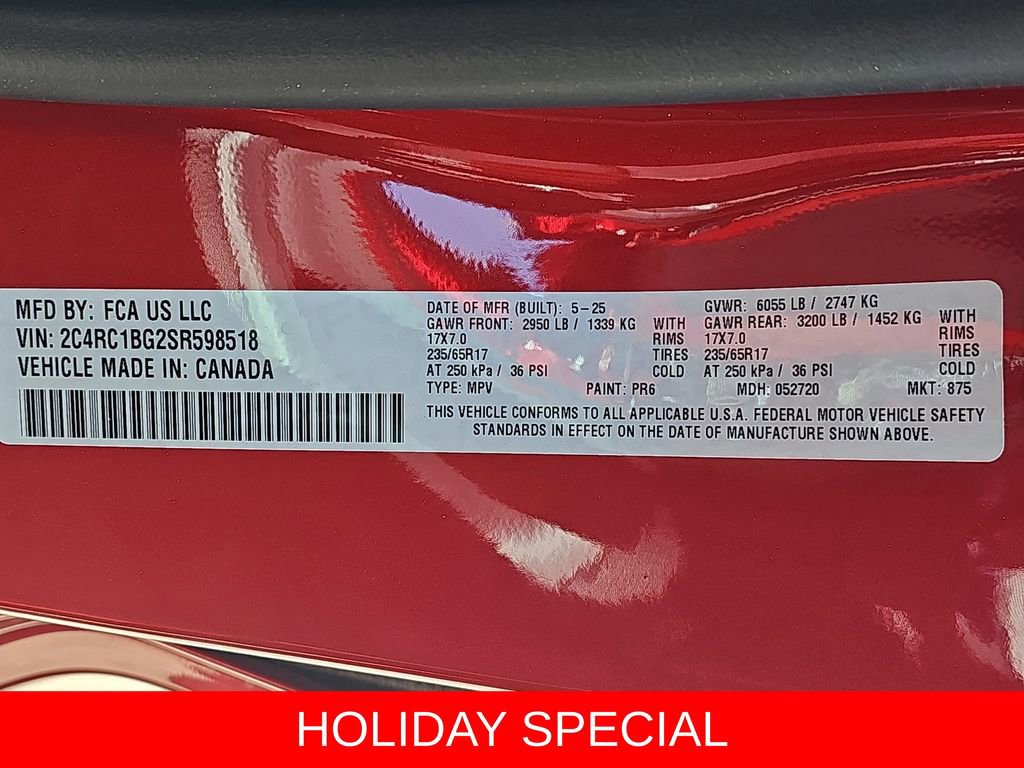 MFD BY: FCA US LLC
VIN: 2C4RC1BG2SR598518
VEHICLE MADE IN: CANADA
DATE OF MFR (BUILT): 5-25
GAWR FRONT: 2950 LB / 1339 KG WITH
17X7.0 RIMS
235/65R17 TIRES
AT 250 kPa / 36 PSI COLD
TYPE: MPV PAINT: PR6
GVWR: 6055 LB / 2747 KG
GAWR REAR: 3200 LB / 1452 KG WITH
17X7.0 RIMS
235/65R17 TIRES
AT 250 kPa / 36 PSI COLD
MDH: 052720 MKT: 875
THIS VEHICLE CONFORMS TO ALL APPLICABLE U.S.A. FEDERAL MOTOR VEHICLE SAFETY
STANDARDS IN EFFECT ON THE DATE OF MANUFACTURE SHOWN ABOVE.
HOLIDAY SPECIAL